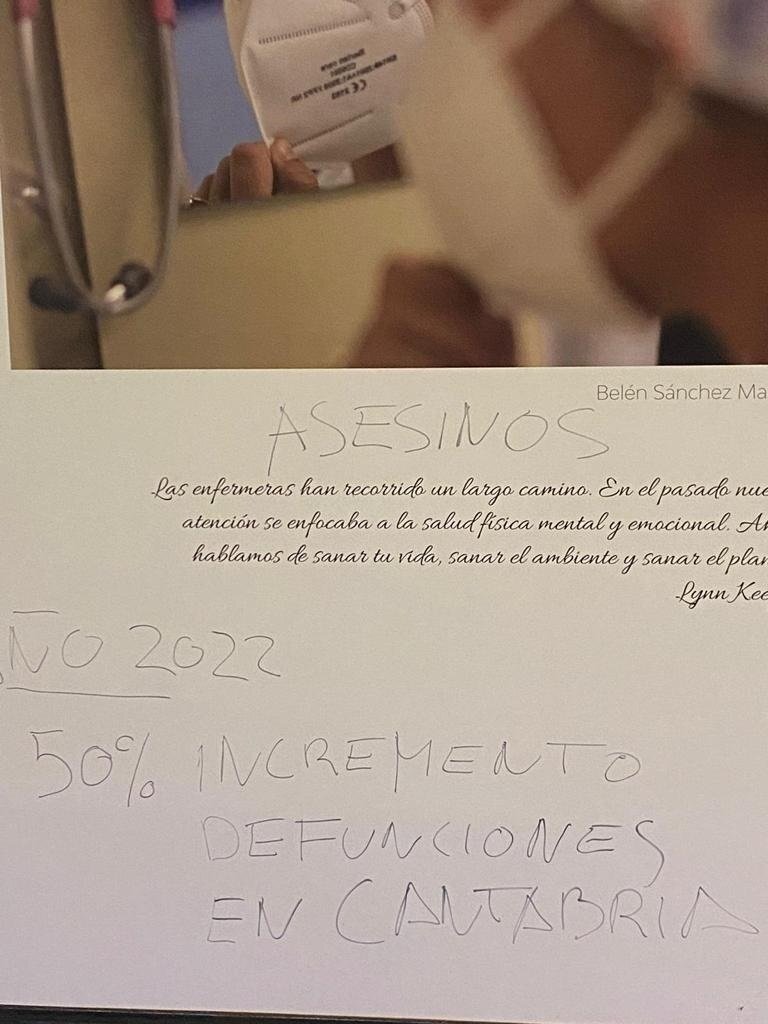 Belén Sánchez Ma
ASESINOS
Las enfermeras han recorrido un largo camino. En el pasado nue
atención se enfocaba a la salud física mental y emocional. Ah
hablamos de sanar tu vida, sanar el ambiente y sanar el plan
Lynn Kee
ÑO 2022
50% INCREMENTO
DEFUNCIONES
EN CANTABRIA